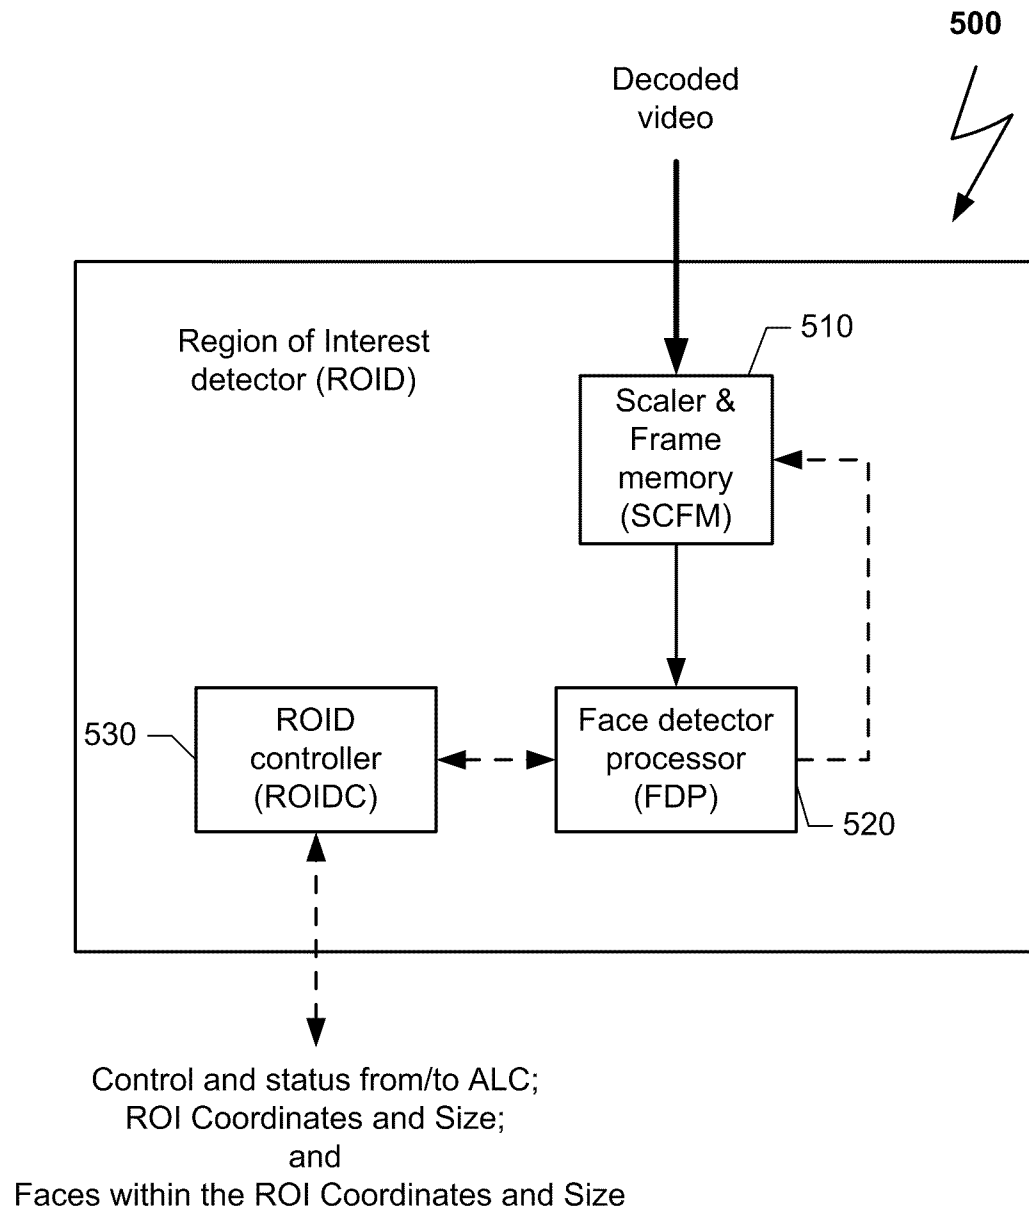 500
Decoded
video
Region of Interest
detector (ROID)
510
Scaler &
Frame
memory
(SCFM)
530
ROID
controller
(ROIDC)
Face detector
processor
(FDP)
520
Control and status from/to ALC;
ROI Coordinates and Size;
and
Faces within the ROI Coordinates and Size